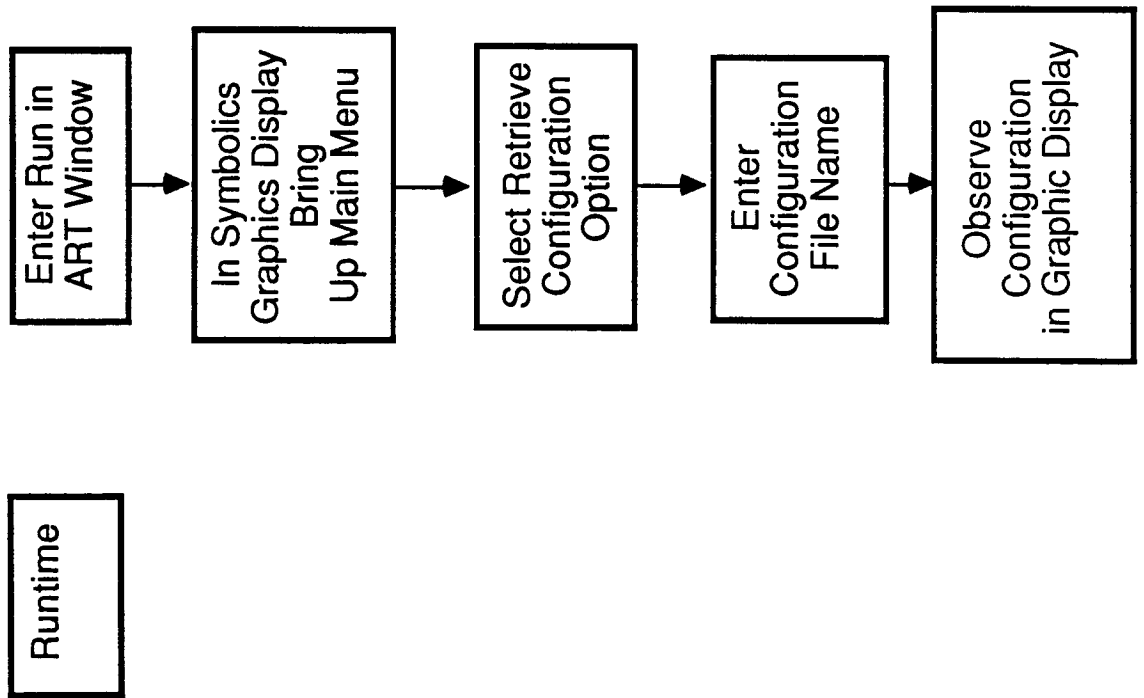 Runtime
Enter Run in
ART Window
In Symbolics
Graphics Display
Bring
Up Main Menu
Select Retrieve
Configuration
Option
Enter
Configuration
File Name
Observe
Configuration
in Graphic Display